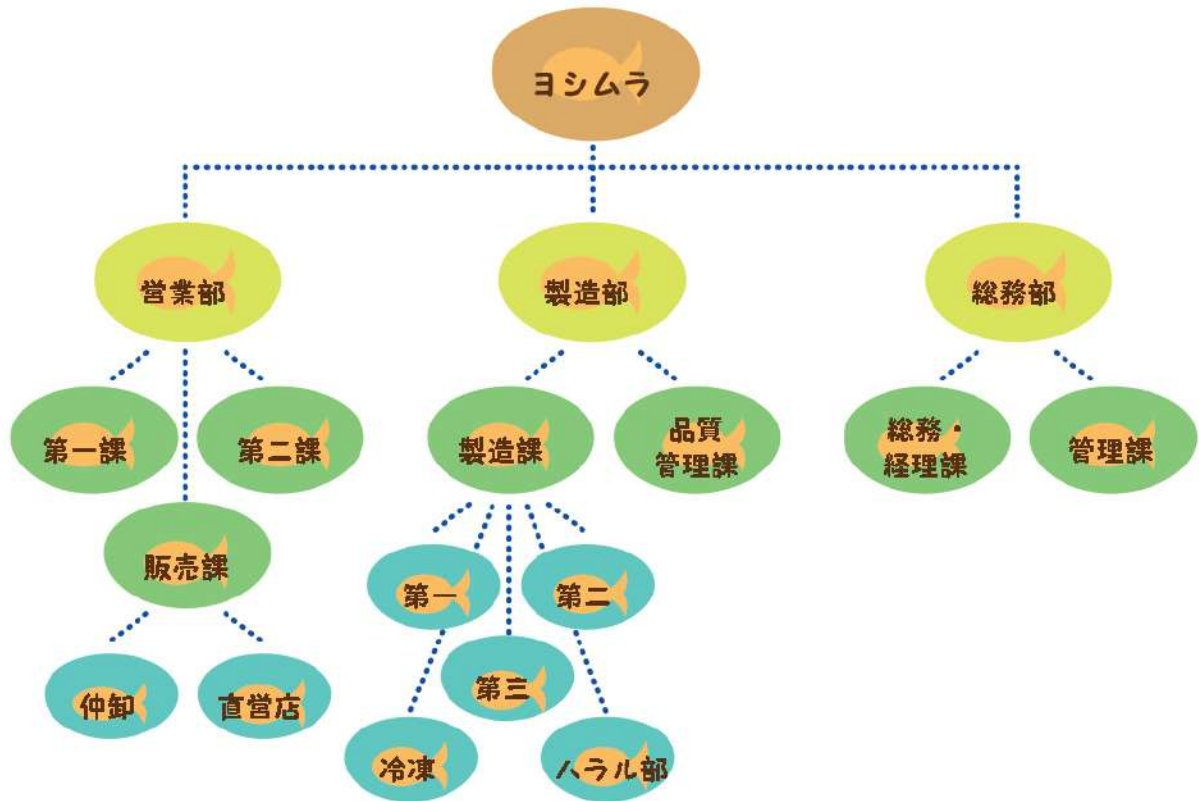 ヨシムラ
営業部
製造部
総務部
第一課
第二課
製造課
品質
管理課
総務・
経理課
管理課
販売課
第一
第二
第三
仲卸
直営店
冷凍
ハラル部